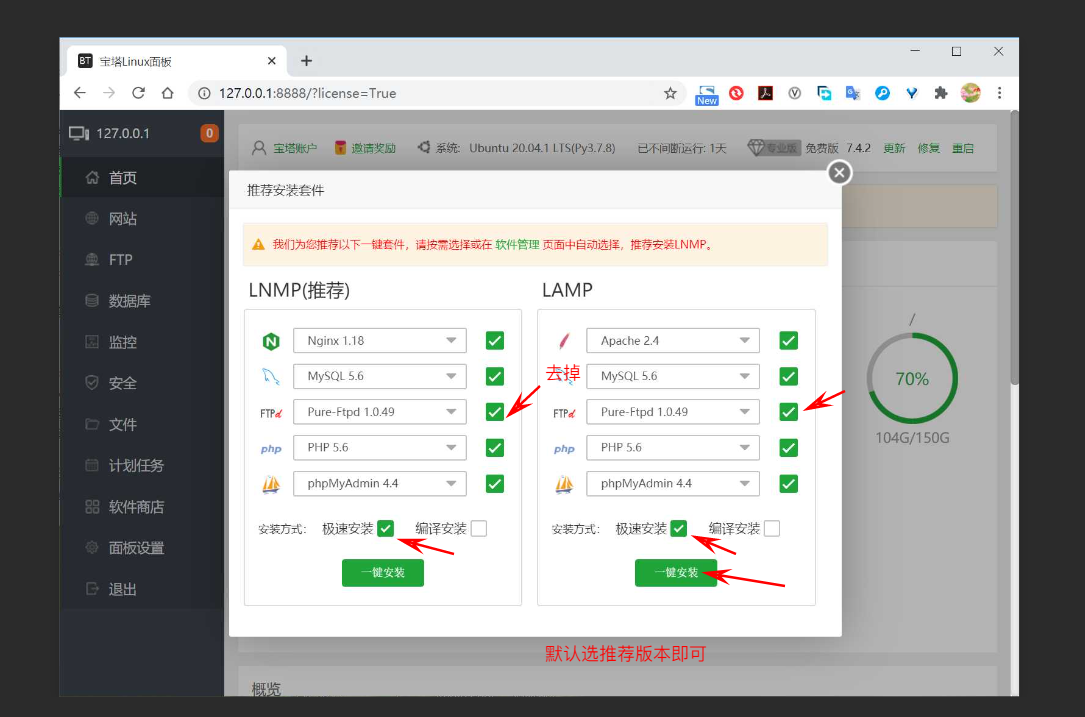 BT 宝塔Linux面板
127.0.0.1:8888/?license=True
New
127.0.0.1 0
宝塔账户 邀请奖励 系统: Ubuntu 20.04.1 LTS(Py3.7.8) 已不间断运行: 1天 专业版 免费版 7.4.2 更新 修复 重启
首页
网站
FTP
数据库
监控
安全
文件
计划任务
软件商店
面板设置
退出
推荐安装套件
我们为您推荐以下一键套件，请按需选择或在 软件管理 页面中自动选择，推荐安装LNMP。
LNMP(推荐)
Nginx 1.18
MySQL 5.6
FTPd Pure-Ftpd 1.0.49
php PHP 5.6
phpMyAdmin 4.4
安装方式: 极速安装 编译安装
一键安装
LAMP
Apache 2.4
去掉
MySQL 5.6
FTPd Pure-Ftpd 1.0.49
php PHP 5.6
phpMyAdmin 4.4
安装方式: 极速安装 编译安装
一键安装
/
70%
104G/150G
默认选推荐版本即可
概览